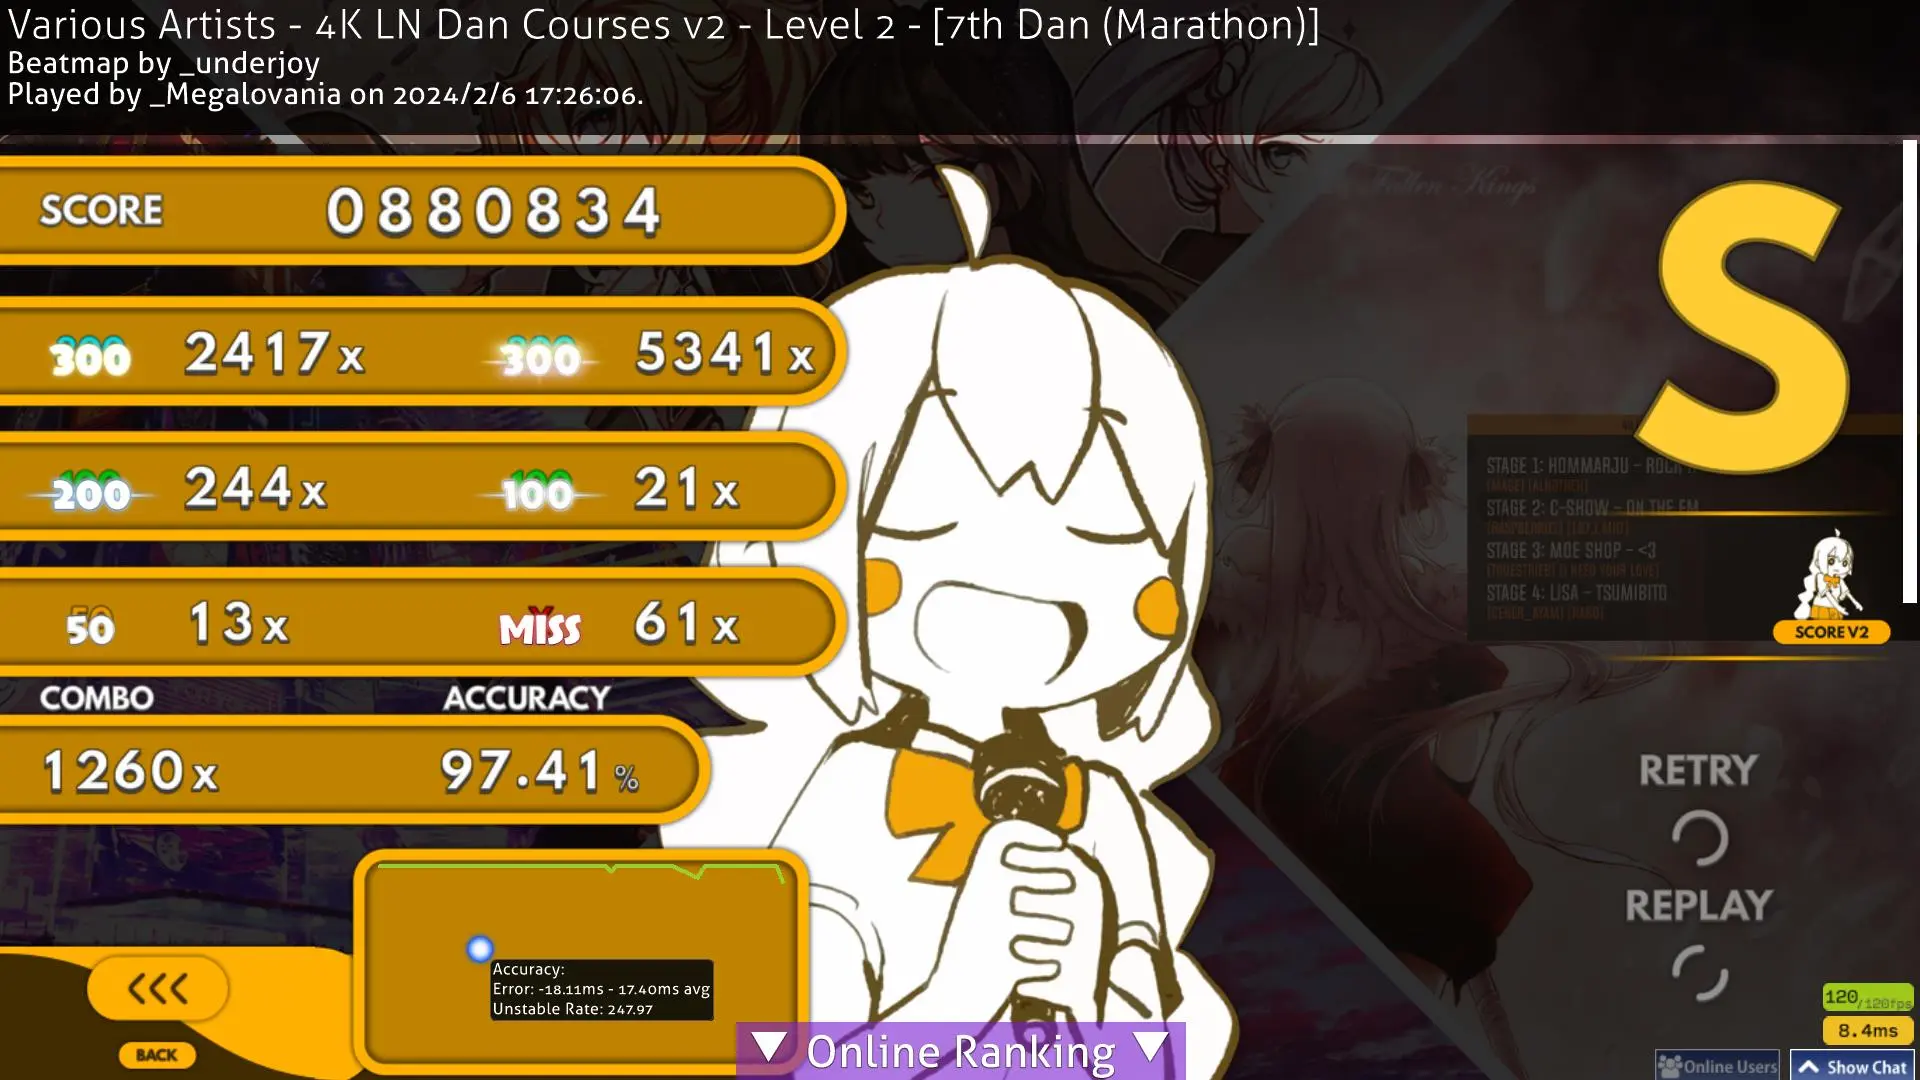 Various Artists - 4K LN Dan Courses v2 - Level 2 - [7th Dan (Marathon)]
Beatmap by _underjoy
Played by _Megalovania on 2024/2/6 17:26:06.
Fallen Kings
SCORE 0880834
300 2417x 300 5341x
200 244x 100 21x
50 13x MISS 61x
COMBO ACCURACY
1260x 97.41%
S
STAGE 1: HOMMARJU - ROCK
STAGE 2: C-SHOW - ON THE FM
STAGE 3: MOE SHOP - <3
STAGE 4: LISA - TSUMIBITO
SCORE V2
RETRY
REPLAY
Accuracy:
Error: -18.11ms - 17.40ms avg
Unstable Rate: 247.97
BACK
▼ Online Ranking ▼
120/120fps
8.4ms
Online Users
Show Chat